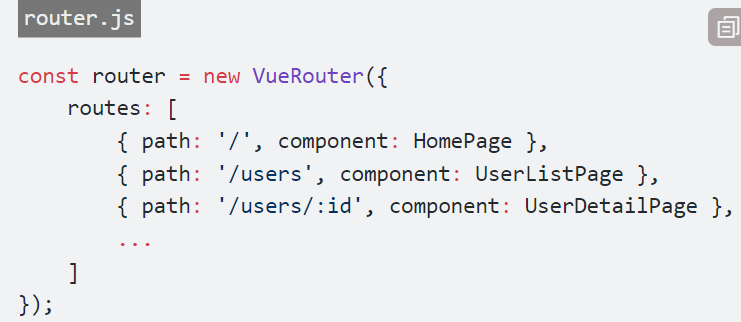 router.js
const router = new VueRouter({
    routes: [
        { path: '/', component: HomePage },
        { path: '/users', component: UserListPage },
        { path: '/users/:id', component: UserDetailPage },
        ...
    ]
});